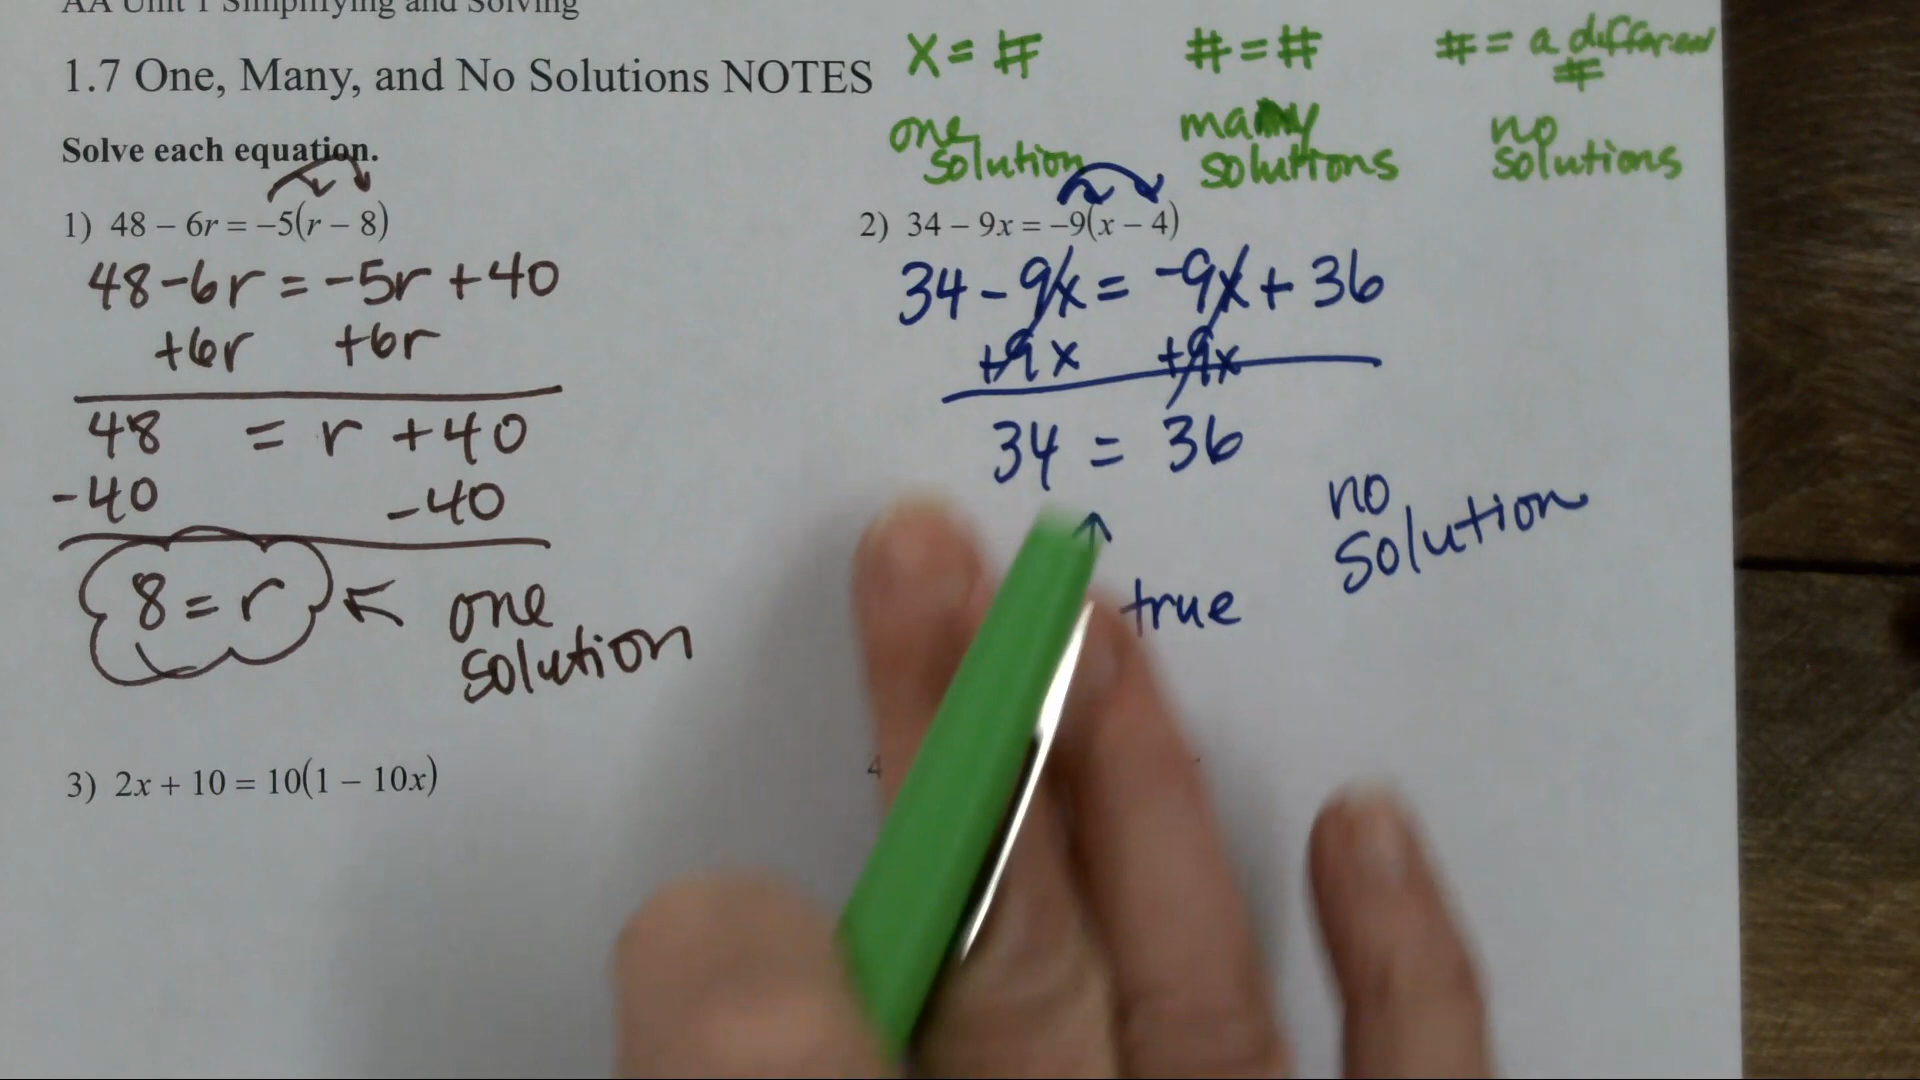 AA Unit 1 Simplifying and Solving
1.7 One, Many, and No Solutions NOTES
x = #
one
solution
# = #
many
solutions
# = a different
#
no
solutions
Solve each equation.
1) 48 – 6r = –5(r – 8)
48 - 6r = -5r + 40
+6r +6r
48 = r + 40
-40 -40
8 = r
one
solution
2) 34 – 9x = –9(x – 4)
34 - 9x = -9x + 36
+9x +9x
34 = 36
true
no
solution
3) 2x + 10 = 10(1 – 10x)
4